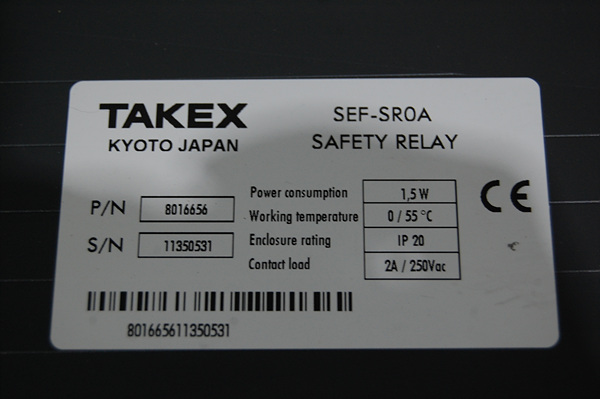 TAKEX
KYOTO JAPAN
SEF-SR0A
SAFETY RELAY
P/N 8016656
S/N 11350531
Power consumption 1,5 W
Working temperature 0 / 55 °C
Enclosure rating IP 20
Contact load 2A / 250Vac
CE
801665611350531